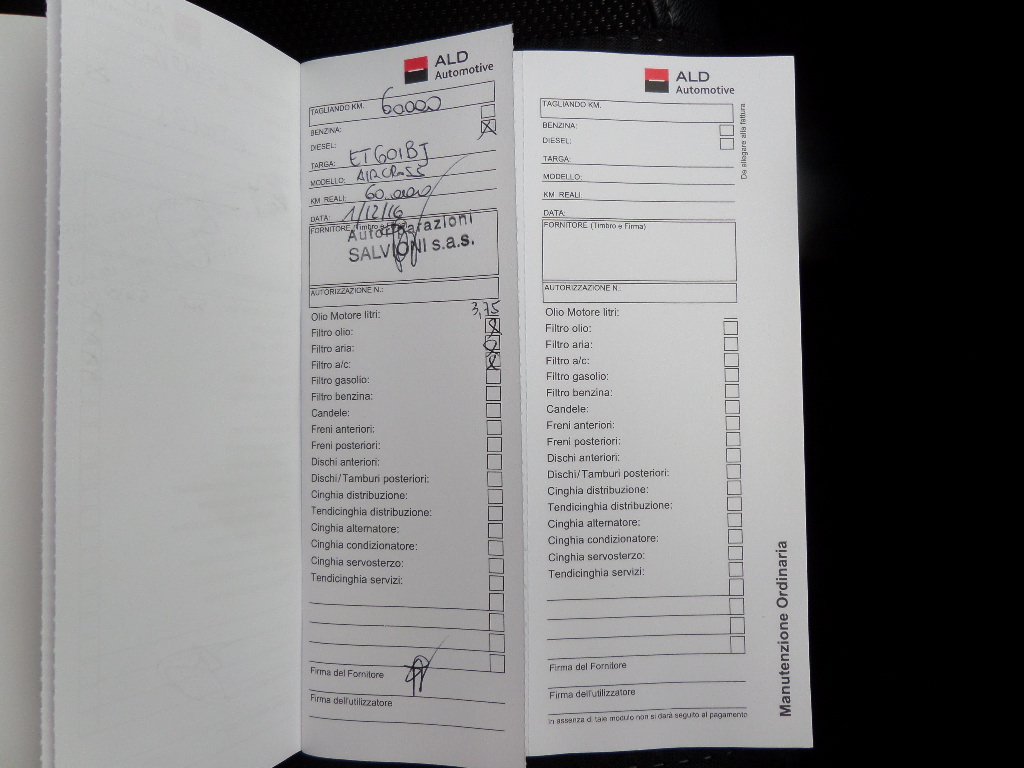 ALD
Automotive
TAGLIANDO KM. 60000
BENZINA:
DIESEL: X
TARGA: ET601BJ
MODELLO: AIRCROSS
KM REALI: 60.000
DATA: 1/12/16
FORNITORE (Timbro e Firma)
Autoriparazioni
SALVIONI s.a.s.
AUTORIZZAZIONE N.:
Olio Motore litri: 3,75
Filtro olio: X
Filtro aria: X
Filtro a/c: X
Filtro gasolio:
Filtro benzina:
Candele:
Freni anteriori:
Freni posteriori:
Dischi anteriori:
Dischi/Tamburi posteriori:
Cinghia distribuzione:
Tendicinghia distribuzione:
Cinghia alternatore:
Cinghia condizionatore:
Cinghia servosterzo:
Tendicinghia servizi:
Firma del Fornitore
Firma dell'utilizzatore
ALD
Automotive
TAGLIANDO KM.
BENZINA:
DIESEL:
TARGA:
MODELLO:
KM REALI:
DATA:
FORNITORE (Timbro e Firma)
AUTORIZZAZIONE N.:
Olio Motore litri:
Filtro olio:
Filtro aria:
Filtro a/c:
Filtro gasolio:
Filtro benzina:
Candele:
Freni anteriori:
Freni posteriori:
Dischi anteriori:
Dischi/Tamburi posteriori:
Cinghia distribuzione:
Tendicinghia distribuzione:
Cinghia alternatore:
Cinghia condizionatore:
Cinghia servosterzo:
Tendicinghia servizi:
Firma del Fornitore
Firma dell'utilizzatore
in assenza di tale modulo non si darà seguito al pagamento
Da allegare alla fattura
Manutenzione Ordinaria